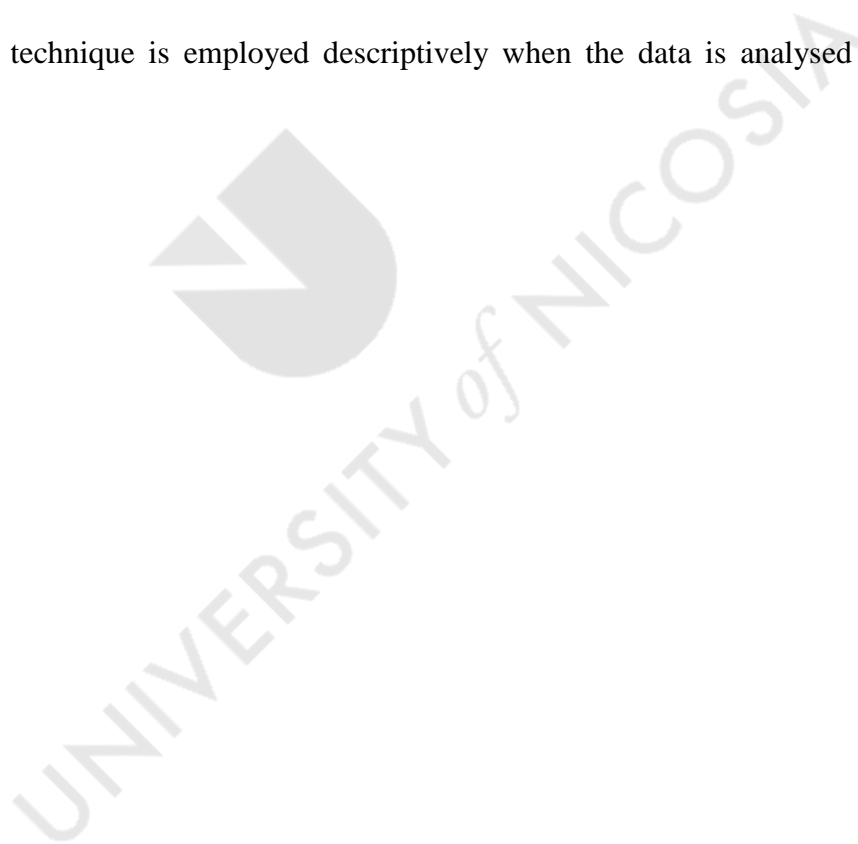 technique is employed descriptively when the data is analysed
UNIVERSITY of NICOSIA